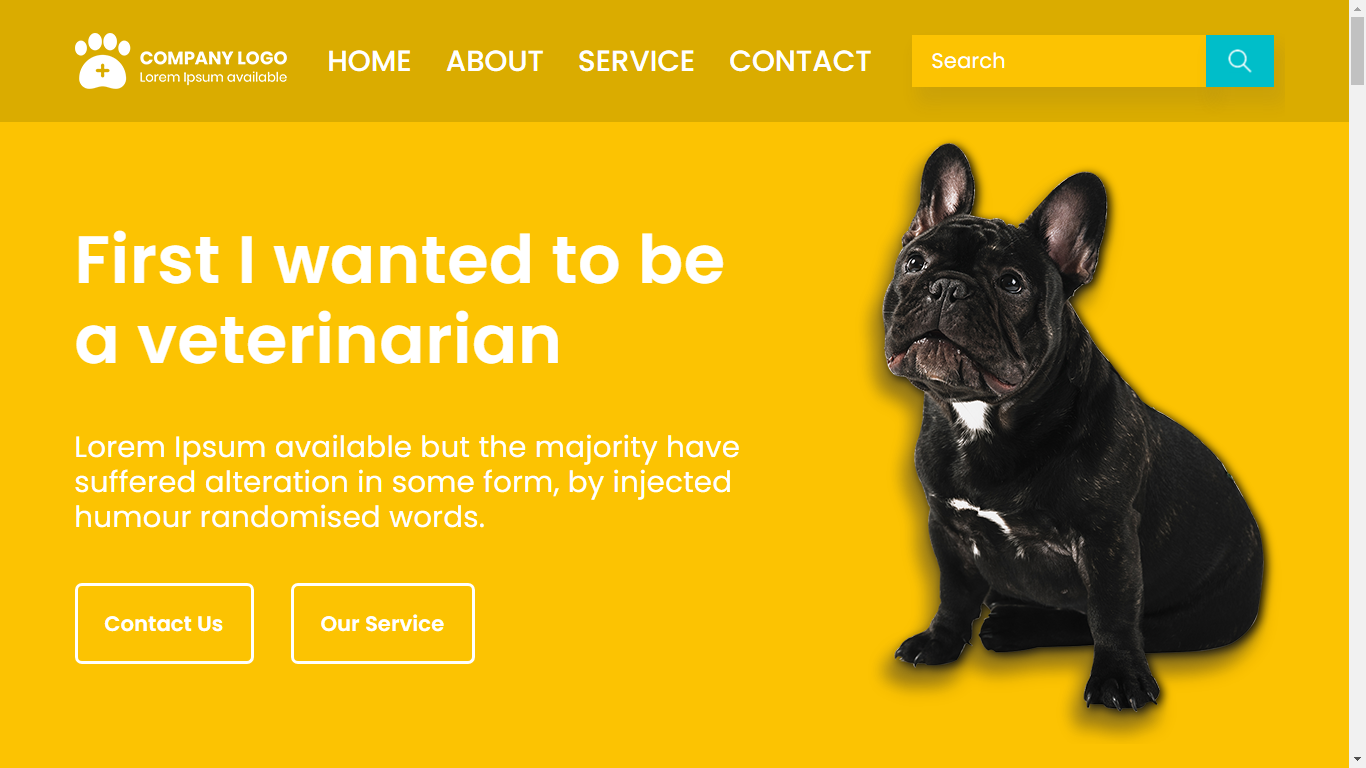 COMPANY LOGO
Lorem Ipsum available
HOME
ABOUT
SERVICE
CONTACT
Search
First I wanted to be
a veterinarian
Lorem Ipsum available but the majority have
suffered alteration in some form, by injected
humour randomised words.
Contact Us
Our Service